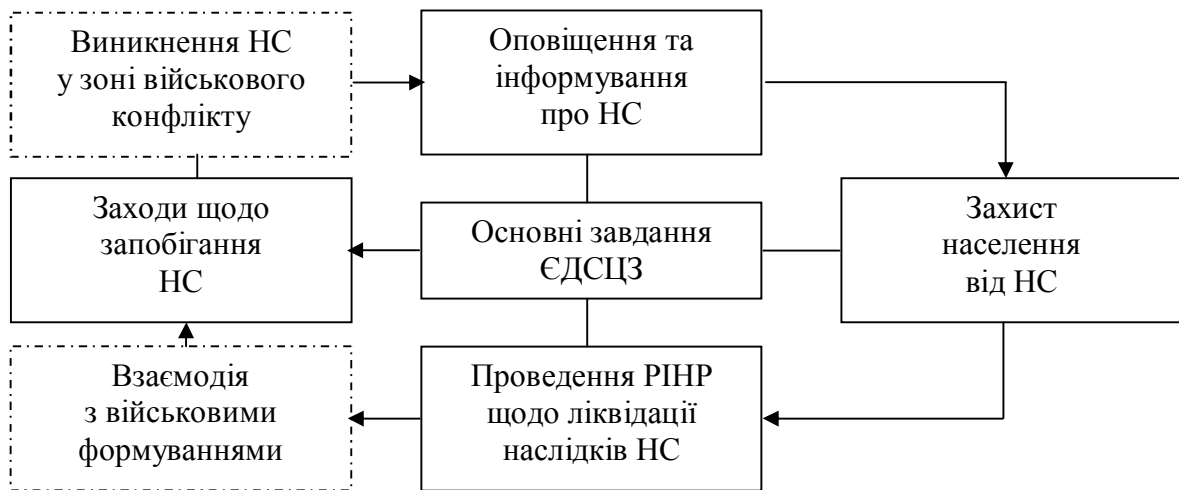 Виникнення НС
у зоні військового
конфлікту
Оповіщення та
інформування
про НС
Заходи щодо
запобігання
НС
Основні завдання
ЄДСЦЗ
Захист
населення
від НС
Взаємодія
з військовими
формуваннями
Проведення РІНР
щодо ліквідації
наслідків НС